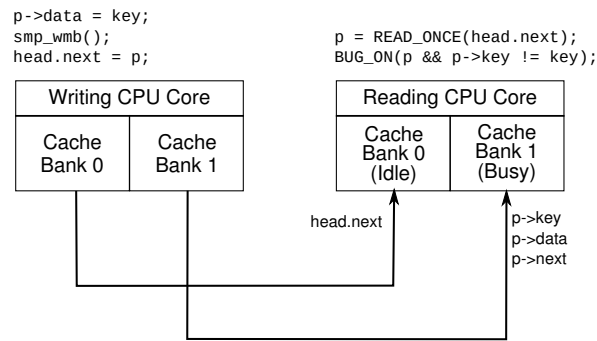 p->data = key;
smp_wmb();
head.next = p;
p = READ_ONCE(head.next);
BUG_ON(p && p->key != key);
Writing CPU Core
Cache
Bank 0
Cache
Bank 1
Reading CPU Core
Cache
Bank 0
(Idle)
Cache
Bank 1
(Busy)
head.next
p->key
p->data
p->next